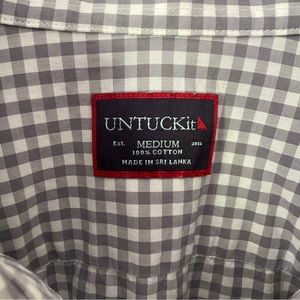 UNTUCKit
Est. MEDIUM 2011
100% COTTON
MADE IN SRI LANKA